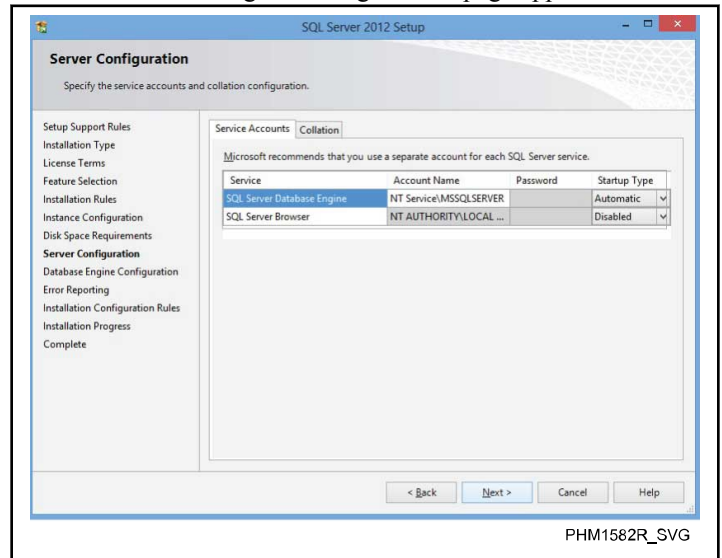 SQL Server 2012 Setup
Server Configuration
Specify the service accounts and collation configuration.
Setup Support Rules
Installation Type
License Terms
Feature Selection
Installation Rules
Instance Configuration
Disk Space Requirements
Server Configuration
Database Engine Configuration
Error Reporting
Installation Configuration Rules
Installation Progress
Complete
Service Accounts Collation
Microsoft recommends that you use a separate account for each SQL Server service.
Service Account Name Password Startup Type
SQL Server Database Engine NT Service\MSSQLSERVER Automatic
SQL Server Browser NT AUTHORITY\LOCAL ... Disabled
< Back Next > Cancel Help
PHM1582R_SVG